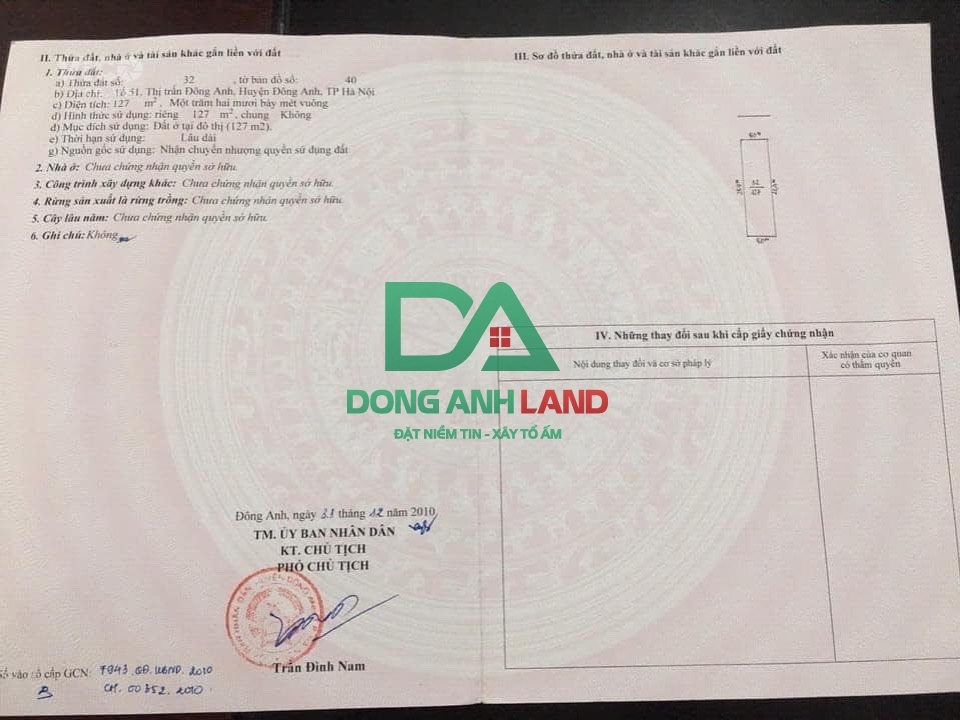 II. Thửa đất, nhà ở và tài sản khác gắn liền với đất
1. Thửa đất:
a) Thửa đất số: 32 , tờ bản đồ số: 40
b) Địa chỉ: Tổ 51, Thị trấn Đông Anh, Huyện Đông Anh, TP Hà Nội
c) Diện tích: 127 m², Một trăm hai mươi bảy mét vuông
d) Hình thức sử dụng: riêng 127 m², chung Không
đ) Mục đích sử dụng: Đất ở tại đô thị (127 m2).
e) Thời hạn sử dụng: Lâu dài
g) Nguồn gốc sử dụng: Nhận chuyển nhượng quyền sử dụng đất
2. Nhà ở: Chưa chứng nhận quyền sở hữu.
3. Công trình xây dựng khác: Chưa chứng nhận quyền sở hữu.
4. Rừng sản xuất là rừng trồng: Chưa chứng nhận quyền sở hữu.
5. Cây lâu năm: Chưa chứng nhận quyền sở hữu.
6. Ghi chú: Không
Đông Anh, ngày 31 tháng 12 năm 2010
TM. ỦY BAN NHÂN DÂN
KT. CHỦ TỊCH
PHÓ CHỦ TỊCH
Trần Đình Nam
Số vào sổ cấp GCN: 7943 QĐ.UBND.2010
CH.00352.2010.
III. Sơ đồ thửa đất, nhà ở và tài sản khác gắn liền với đất
32
127
IV. Những thay đổi sau khi cấp giấy chứng nhận
Nội dung thay đổi và cơ sở pháp lý
Xác nhận của cơ quan
có thẩm quyền
DA
DONG ANH LAND
ĐẶT NIỀM TIN - XÂY TỔ ẤM